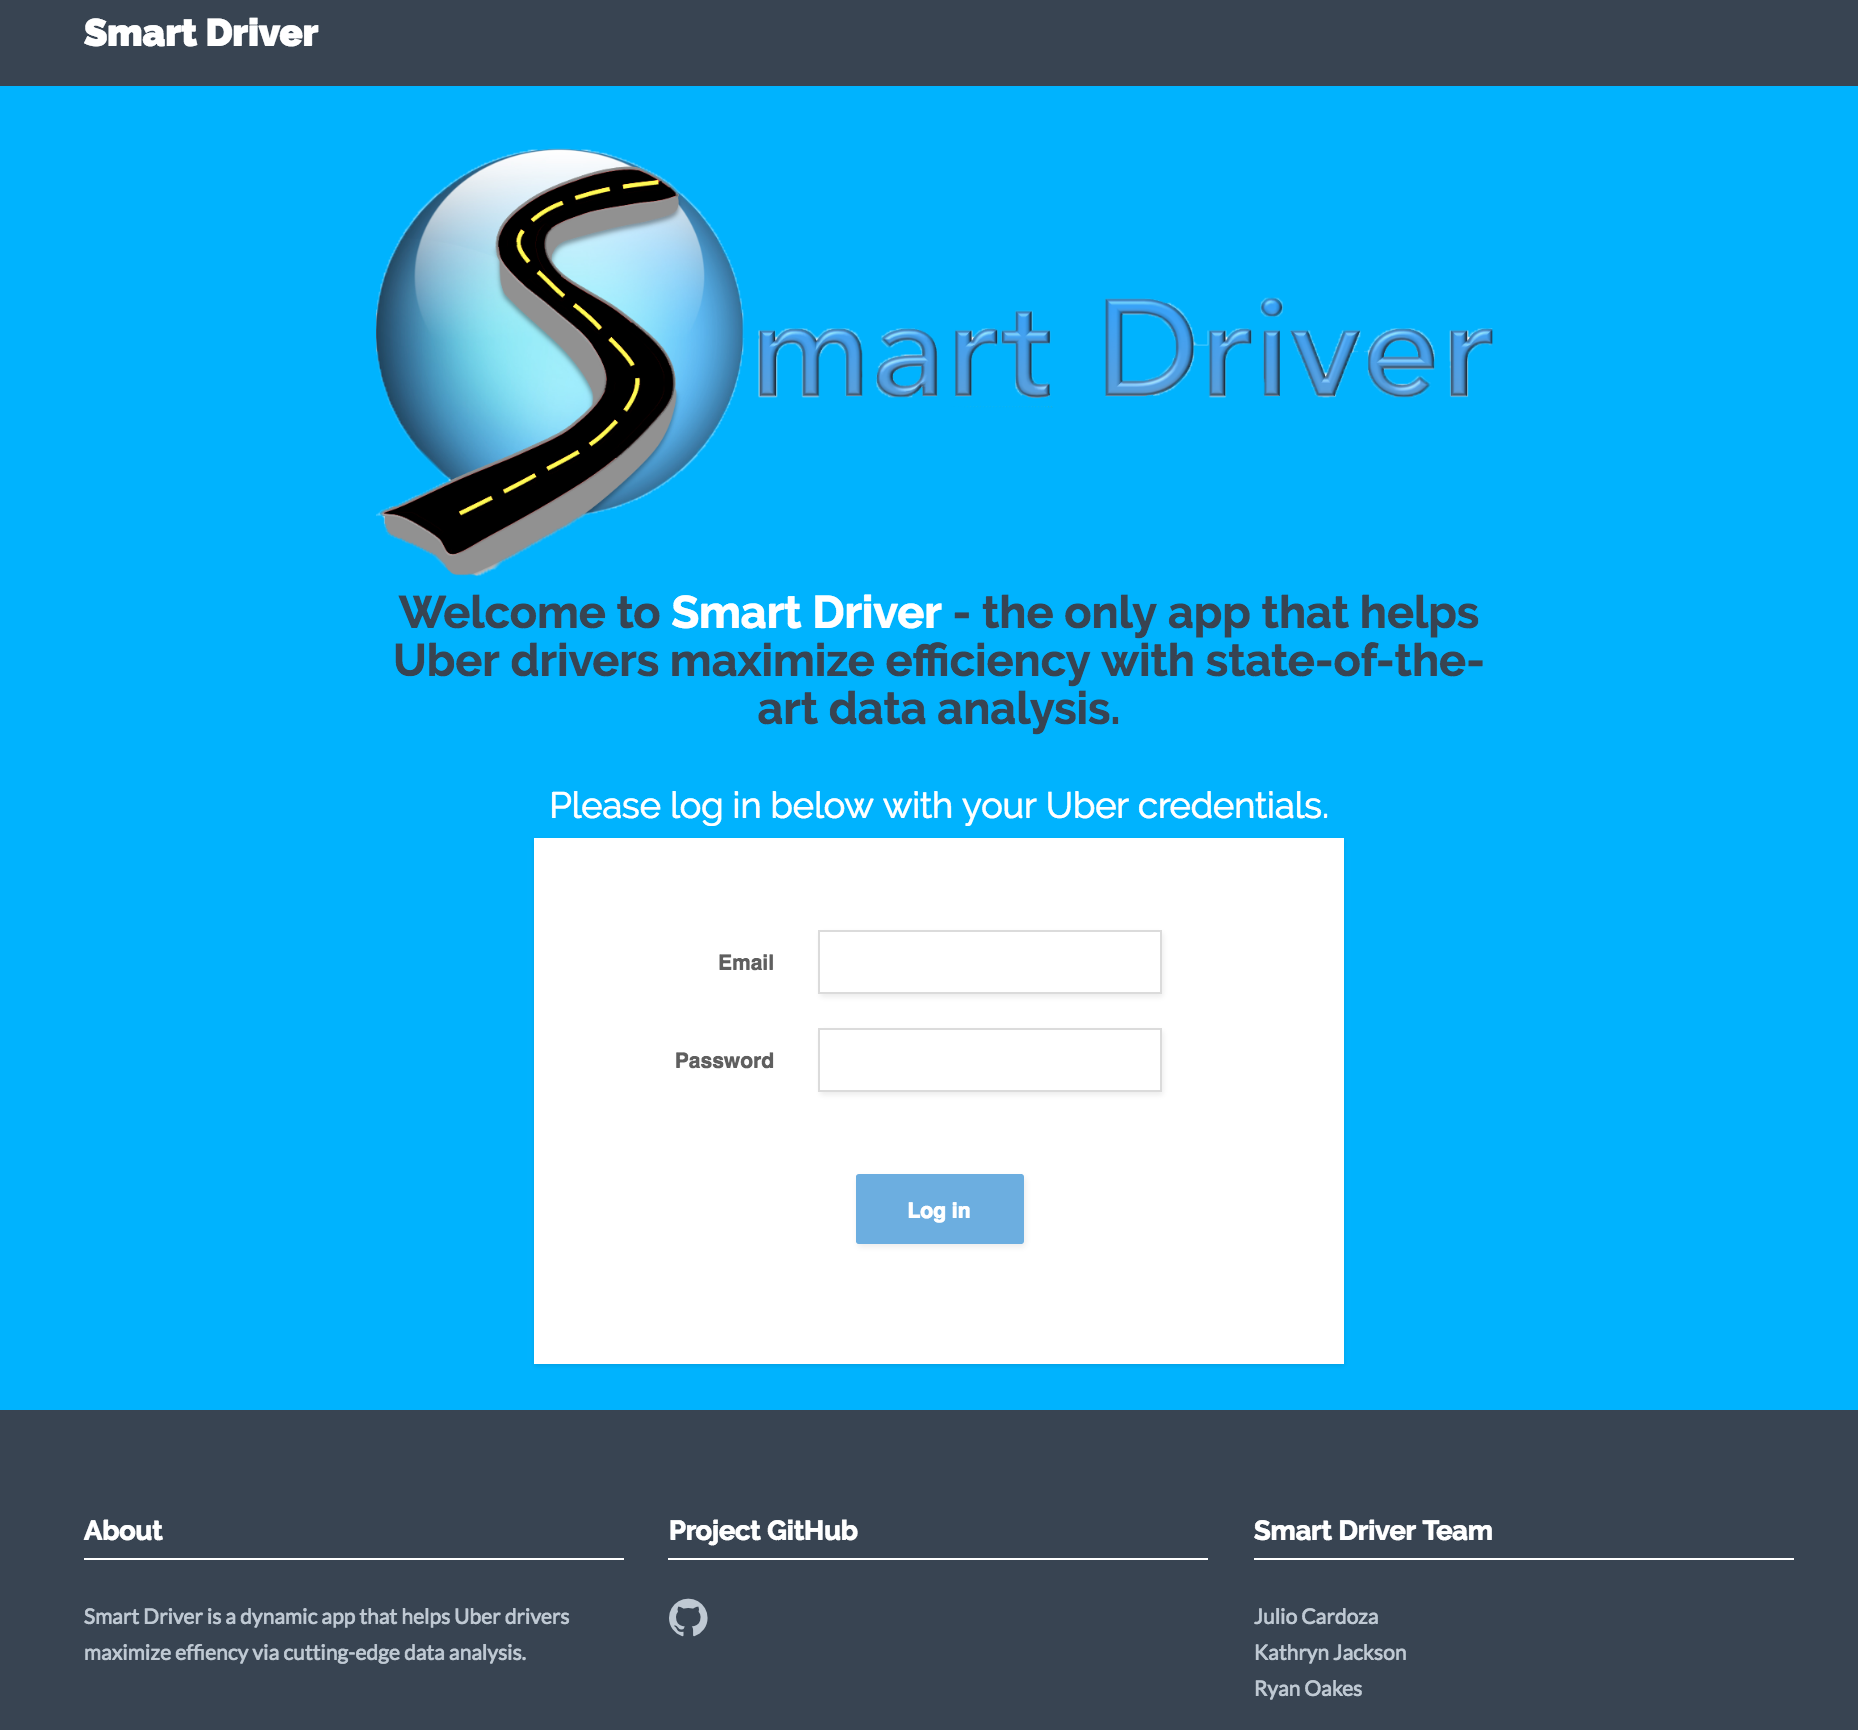 Smart Driver
Smart Driver
Welcome to Smart Driver - the only app that helps
Uber drivers maximize efficiency with state-of-the-
art data analysis.
Please log in below with your Uber credentials.
Email
Password
Log in
About
Smart Driver is a dynamic app that helps Uber drivers
maximize effiency via cutting-edge data analysis.
Project GitHub
Smart Driver Team
Julio Cardoza
Kathryn Jackson
Ryan Oakes